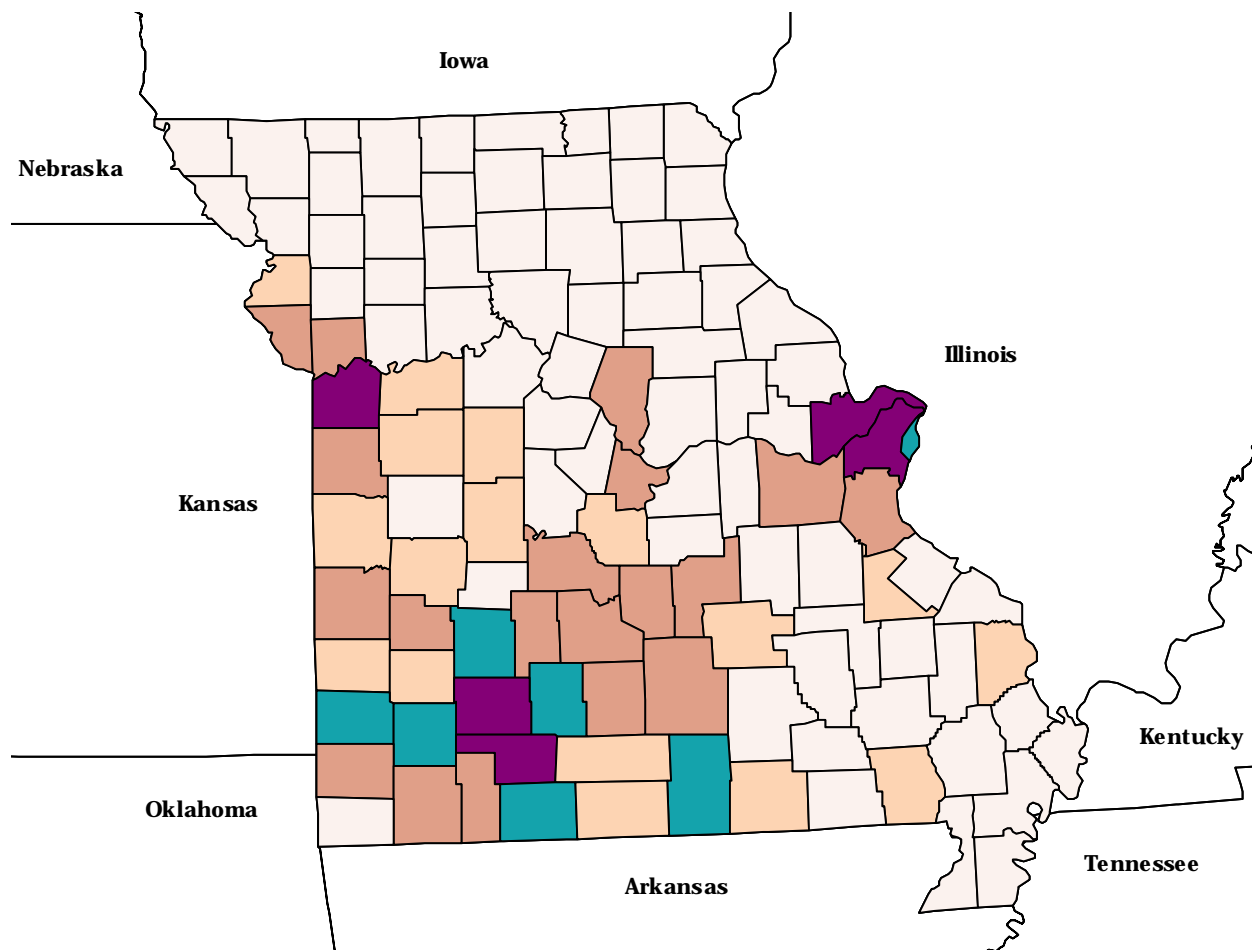 Iowa
Nebraska
Illinois
Kansas
Kentucky
Oklahoma
Tennessee
Arkansas